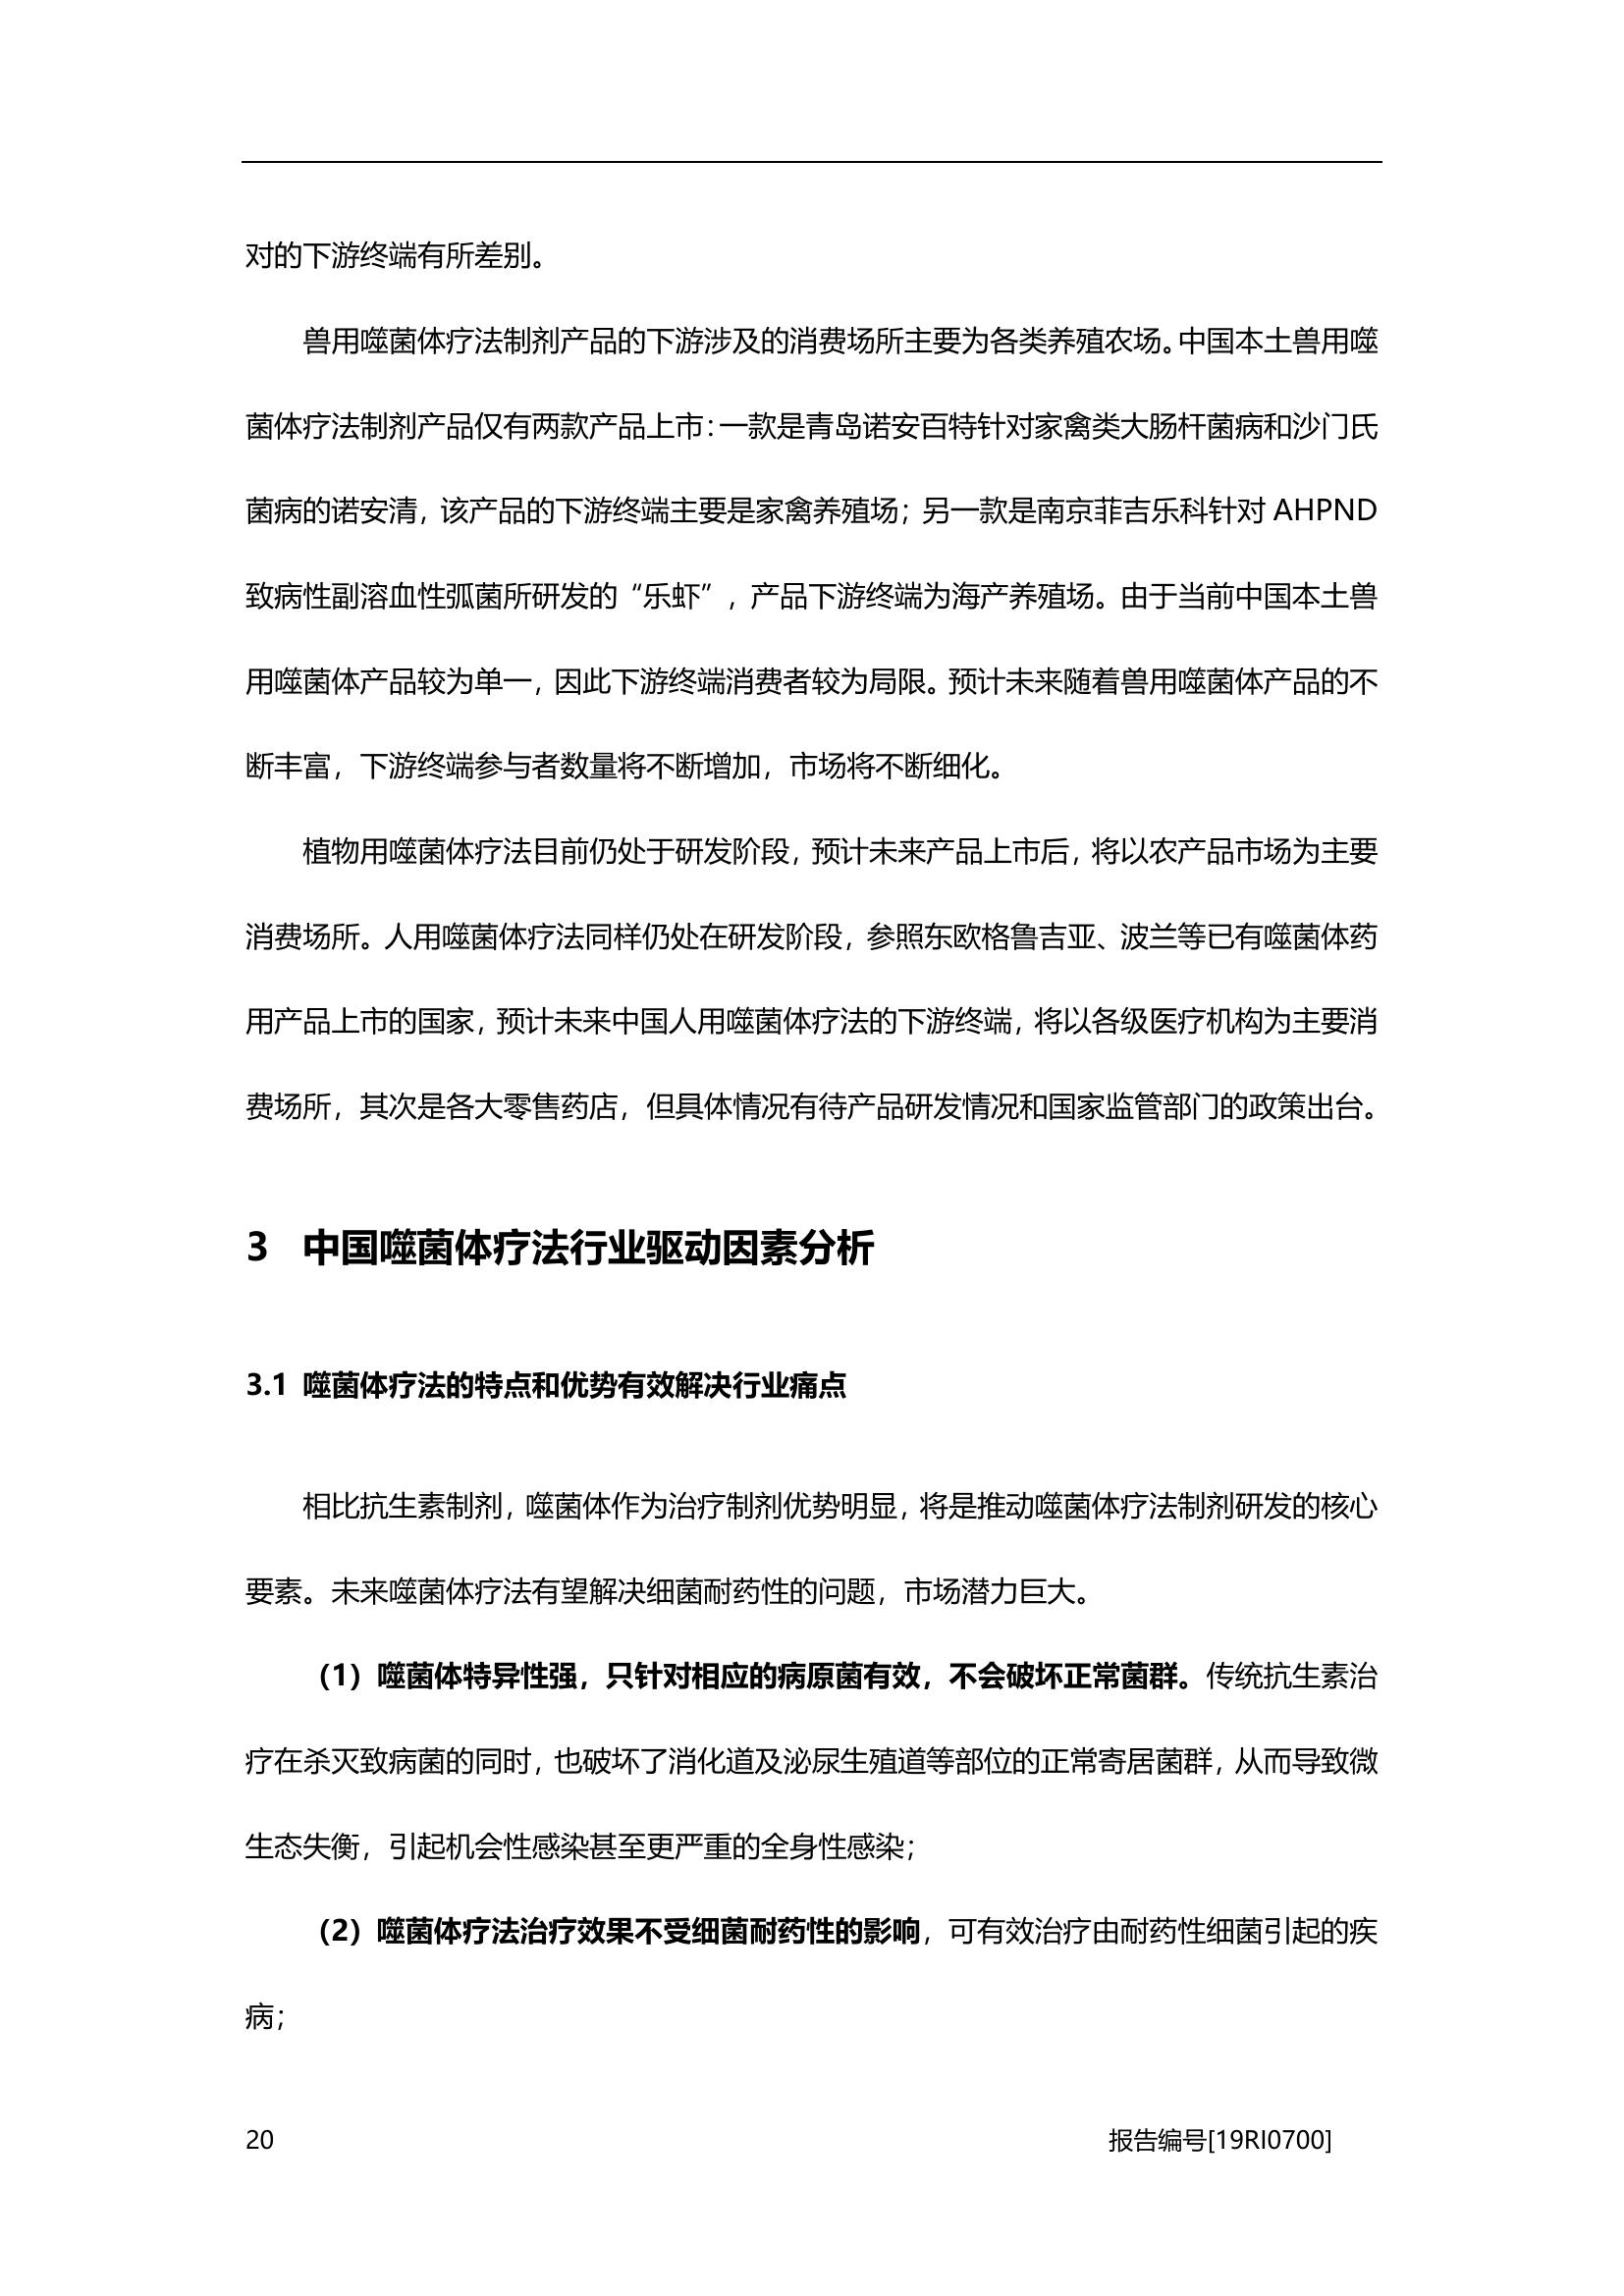 对的下游终端有所差别。
兽用噬菌体疗法制剂产品的下游涉及的消费场所主要为各类养殖农场。中国本土兽用噬
菌体疗法制剂产品仅有两款产品上市：一款是青岛诺安百特针对家禽类大肠杆菌病和沙门氏
菌病的诺安清，该产品的下游终端主要是家禽养殖场；另一款是南京菲吉乐科针对 AHPND
致病性副溶血性弧菌所研发的“乐虾”，产品下游终端为海产养殖场。由于当前中国本土兽
用噬菌体产品较为单一，因此下游终端消费者较为局限。预计未来随着兽用噬菌体产品的不
断丰富，下游终端参与者数量将不断增加，市场将不断细化。
植物用噬菌体疗法目前仍处于研发阶段，预计未来产品上市后，将以农产品市场为主要
消费场所。人用噬菌体疗法同样仍处在研发阶段，参照东欧格鲁吉亚、波兰等已有噬菌体药
用产品上市的国家，预计未来中国人用噬菌体疗法的下游终端，将以各级医疗机构为主要消
费场所，其次是各大零售药店，但具体情况有待产品研发情况和国家监管部门的政策出台。
3 中国噬菌体疗法行业驱动因素分析
3.1 噬菌体疗法的特点和优势有效解决行业痛点
相比抗生素制剂，噬菌体作为治疗制剂优势明显，将是推动噬菌体疗法制剂研发的核心
要素。未来噬菌体疗法有望解决细菌耐药性的问题，市场潜力巨大。
（1）噬菌体特异性强，只针对相应的病原菌有效，不会破坏正常菌群。传统抗生素治
疗在杀灭致病菌的同时，也破坏了消化道及泌尿生殖道等部位的正常寄居菌群，从而导致微
生态失衡，引起机会性感染甚至更严重的全身性感染；
（2）噬菌体疗法治疗效果不受细菌耐药性的影响，可有效治疗由耐药性细菌引起的疾
病；
20 报告编号[19RI0700]